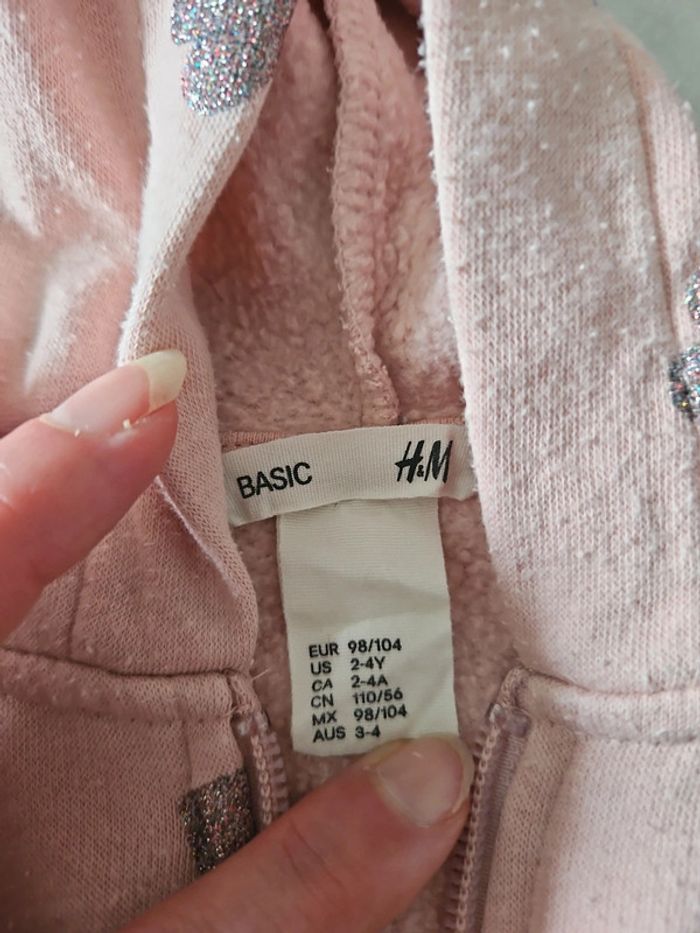 BASIC H&M
EUR 98/104
US 2-4Y
CA 2-4A
CN 110/56
MX 98/104
AUS 3-4